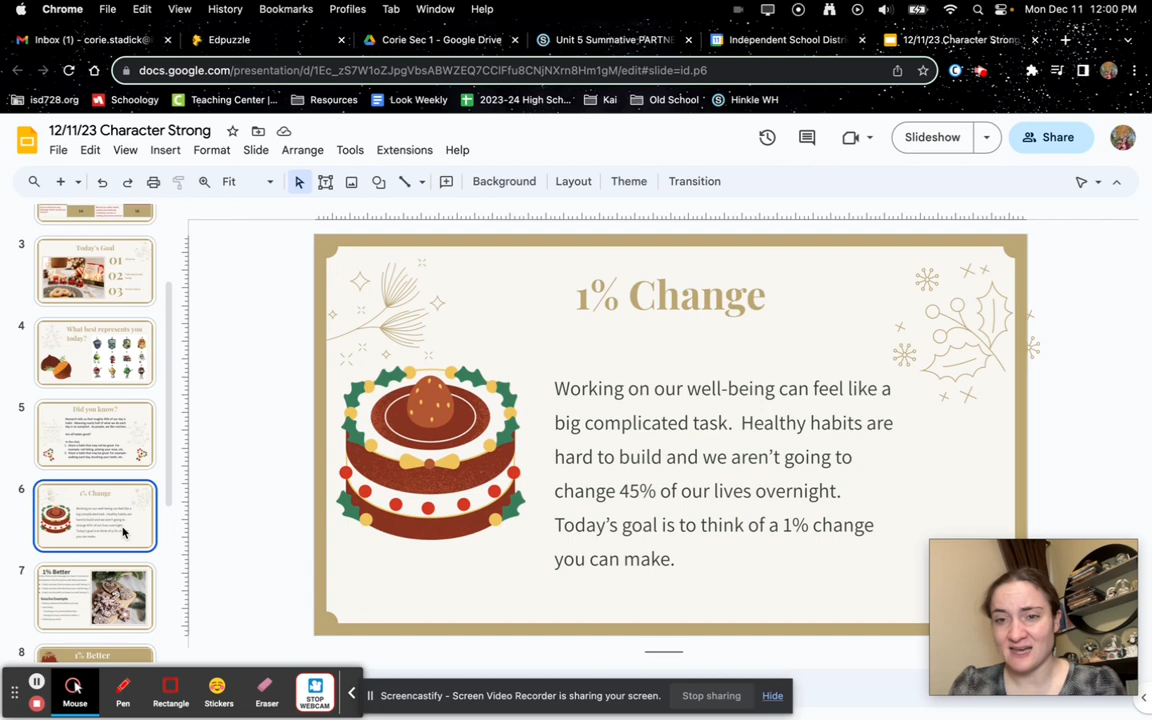 Chrome File Edit View History Bookmarks Profiles Tab Window Help Mon Dec 11 12:00 PM
Inbox (1) - corie.stadick@ Edpuzzle Corie Sec 1 - Google Drive Unit 5 Summative PARTNE Independent School Distri 12/11/23 Character Strong
docs.google.com/presentation/d/1Ec_zS7W1oZJpgVbsABWZEQ7CClFfu8CNjNXrn8Hm1gM/edit#slide=id.p6
isd728.org Schoology Teaching Center |... Resources Look Weekly 2023-24 High Sch... Kai Old School Hinkle WH
12/11/23 Character Strong
Slideshow Share
File Edit View Insert Format Slide Arrange Tools Extensions Help
Fit Background Layout Theme Transition
3
Today's Goal
01
02
03
4
What best represents you
today?
5
Did you know?
6
1% Change
7
1% Better
8
1% Better
1% Change
Working on our well-being can feel like a
big complicated task. Healthy habits are
hard to build and we aren't going to
change 45% of our lives overnight.
Today's goal is to think of a 1% change
you can make.
Mouse Pen Rectangle Stickers Eraser STOP WEBCAM
Screencastify - Screen Video Recorder is sharing your screen. Stop sharing Hide